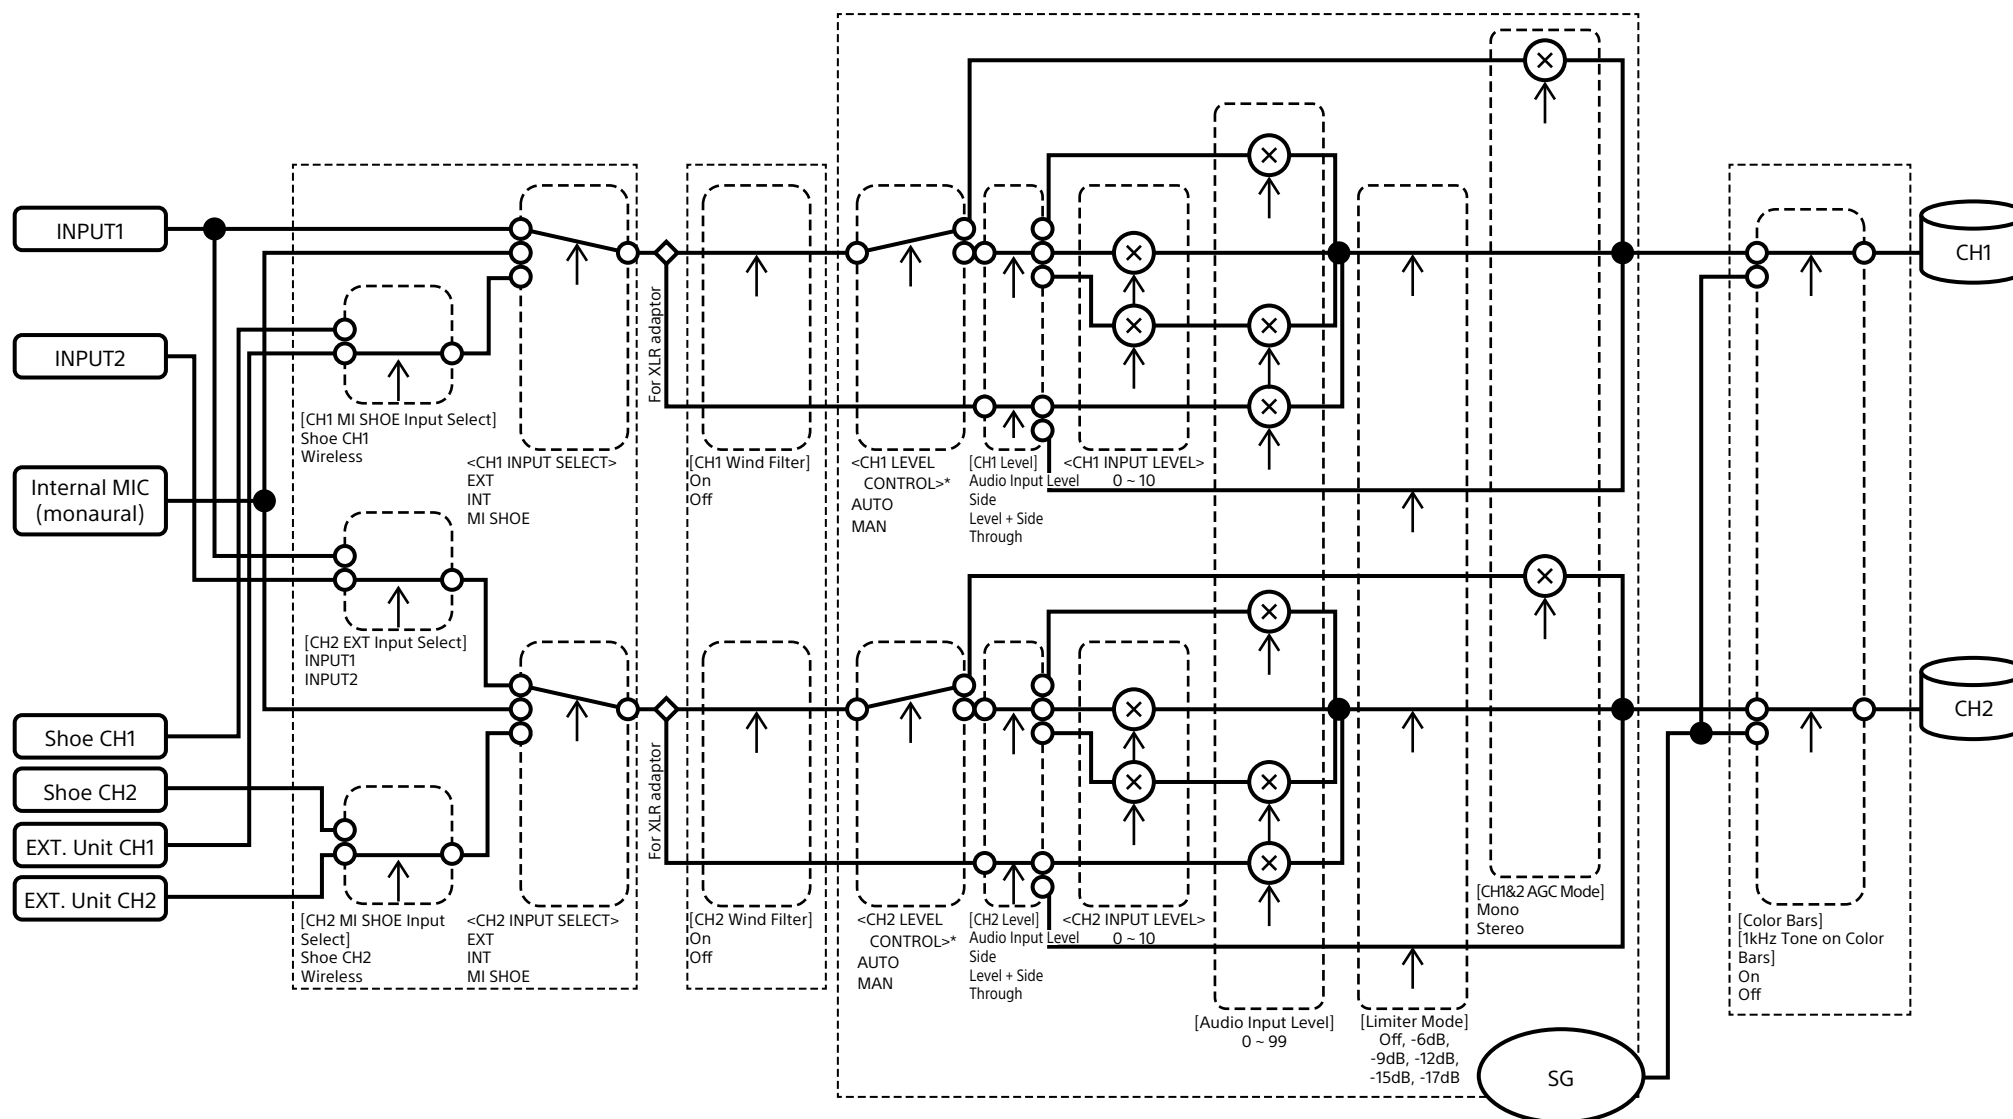 INPUT1
INPUT2
Internal MIC
(monaural)
Shoe CH1
Shoe CH2
EXT. Unit CH1
EXT. Unit CH2
[CH1 MI SHOE Input Select]
Shoe CH1
Wireless
<CH1 INPUT SELECT>
EXT
INT
MI SHOE
[CH2 EXT Input Select]
INPUT1
INPUT2
[CH2 MI SHOE Input
Select]
Shoe CH2
Wireless
<CH2 INPUT SELECT>
EXT
INT
MI SHOE
For XLR adaptor
For XLR adaptor
[CH1 Wind Filter]
On
Off
[CH2 Wind Filter]
On
Off
<CH1 LEVEL
CONTROL>*
AUTO
MAN
[CH1 Level]
Audio Input Level
Side
Level + Side
Through
<CH1 INPUT LEVEL>
0 ~ 10
<CH2 LEVEL
CONTROL>*
AUTO
MAN
[CH2 Level]
Audio Input Level
Side
Level + Side
Through
<CH2 INPUT LEVEL>
0 ~ 10
[Audio Input Level]
0 ~ 99
[Limiter Mode]
Off, -6dB,
-9dB, -12dB,
-15dB, -17dB
[CH1&2 AGC Mode]
Mono
Stereo
SG
[Color Bars]
[1kHz Tone on Color
Bars]
On
Off
CH1
CH2